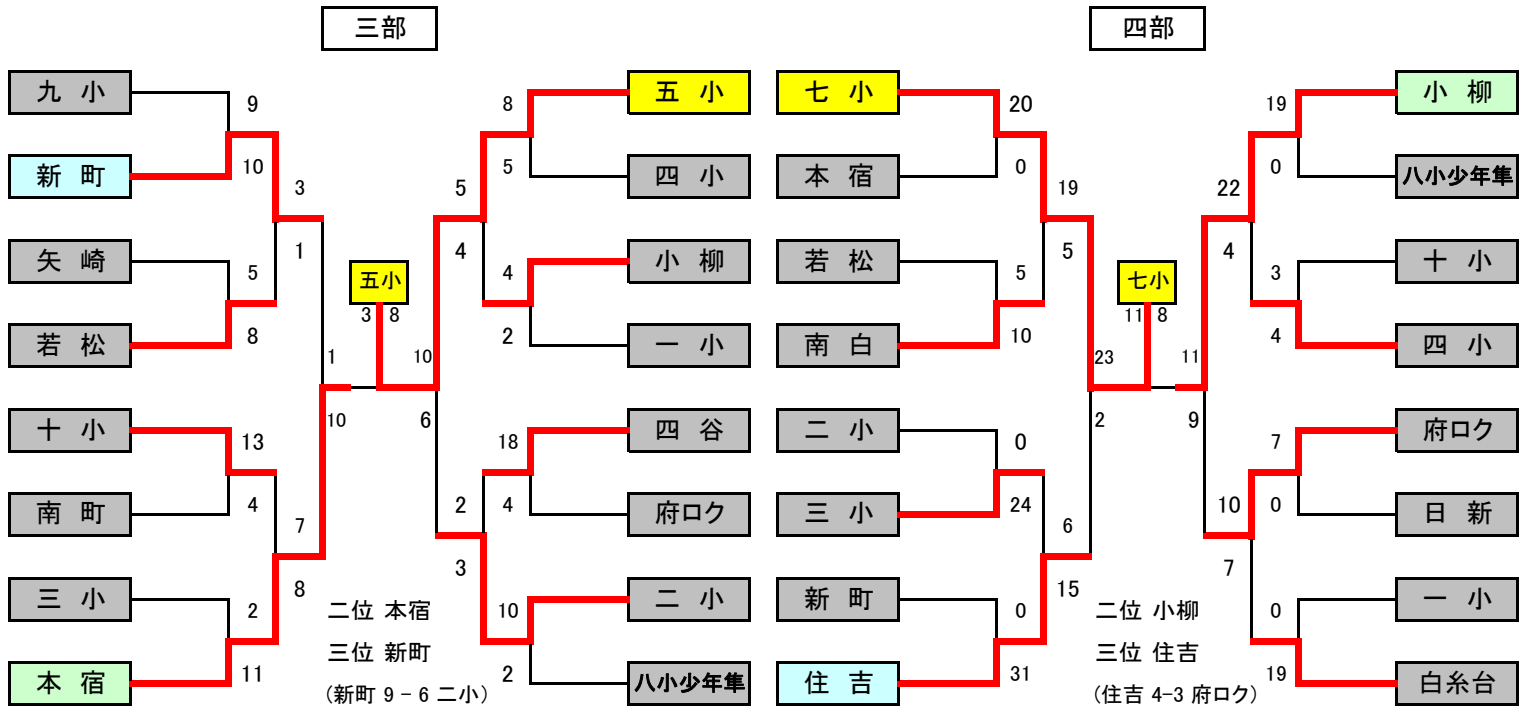 三部
九 小
9
新 町
10
3
矢 崎
5
1
若 松
8
十 小
13
南 町
4
7
三 小
2
8
本 宿
11
1
10
五小
3 8
五 小
8
四 小
5
5
小 柳
4
4
一 小
2
10
6
四 谷
18
府ロク
4
2
二 小
10
3
八小少年隼
2
二位 本宿
三位 新町
(新町 9 - 6 二小)
四部
七 小
20
本 宿
0
19
若 松
5
5
南 白
10
二 小
0
三 小
24
6
新 町
0
15
住 吉
31
23
2
七小
11 8
小 柳
19
八小少年隼
0
22
十 小
3
4
四 小
4
11
9
府ロク
7
日 新
0
10
一 小
0
7
白糸台
19
二位 小柳
三位 住吉
(住吉 4-3 府ロク)